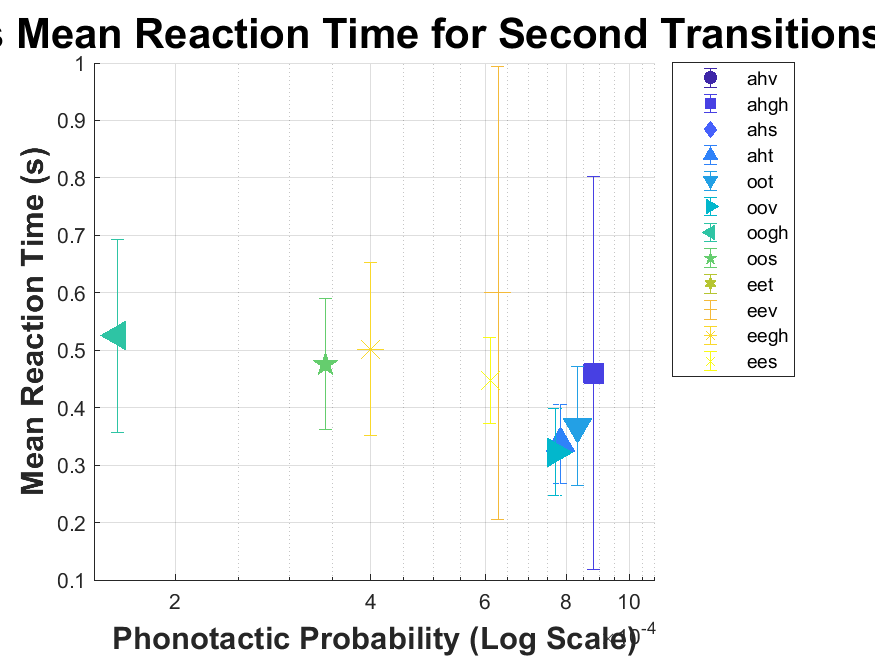 s Mean Reaction Time for Second Transitions
Mean Reaction Time (s)
1
0.9
0.8
0.7
0.6
0.5
0.4
0.3
0.2
0.1
2 4 6 8 10
Phonotactic Probability (Log Scale)
×10-4
ahv
ahgh
ahs
aht
oot
oov
oogh
oos
eet
eev
eegh
ees